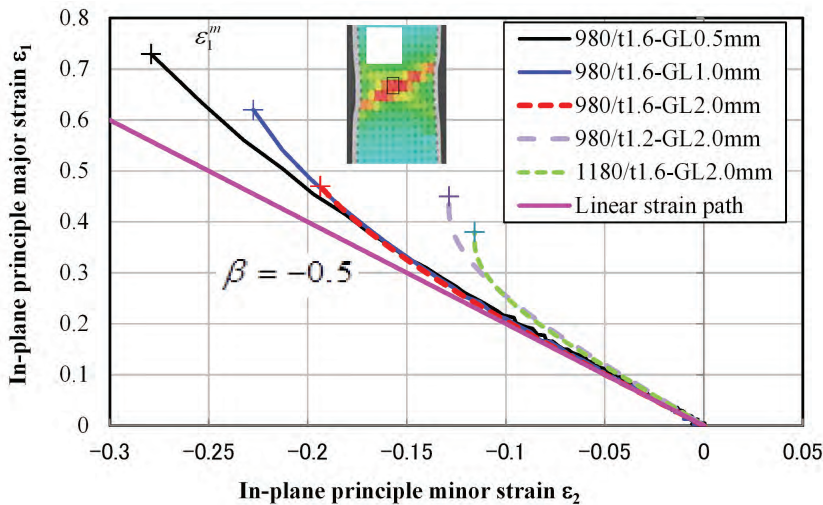 0.8
0.7
0.6
0.5
0.4
0.3
0.2
0.1
0
In-plane principle major strain ε₁
ε₁ᵐ
980/t1.6-GL0.5mm
980/t1.6-GL1.0mm
980/t1.6-GL2.0mm
980/t1.2-GL2.0mm
1180/t1.6-GL2.0mm
Linear strain path
β = −0.5
−0.3
−0.25
−0.2
−0.15
−0.1
−0.05
0
0.05
In-plane principle minor strain ε₂